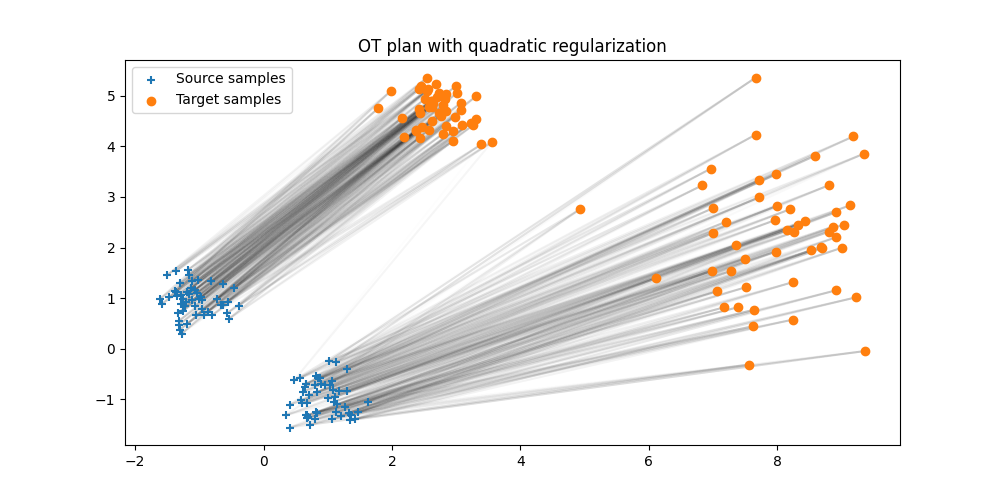 OT plan with quadratic regularization
Source samples
Target samples
5
4
3
2
1
0
−1
−2 0 2 4 6 8